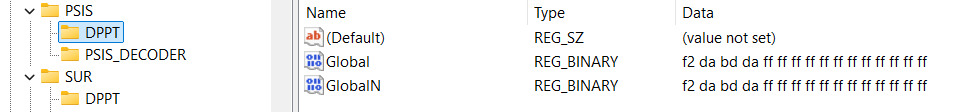 PSIS
DPPT
PSIS_DECODER
SUR
DPPT
Name Type Data
ab (Default) REG_SZ (value not set)
Global REG_BINARY f2 da bd da ff ff ff ff ff ff ff ff ff ff ff ff
GlobalN REG_BINARY f2 da bd da ff ff ff ff ff ff ff ff ff ff ff ff